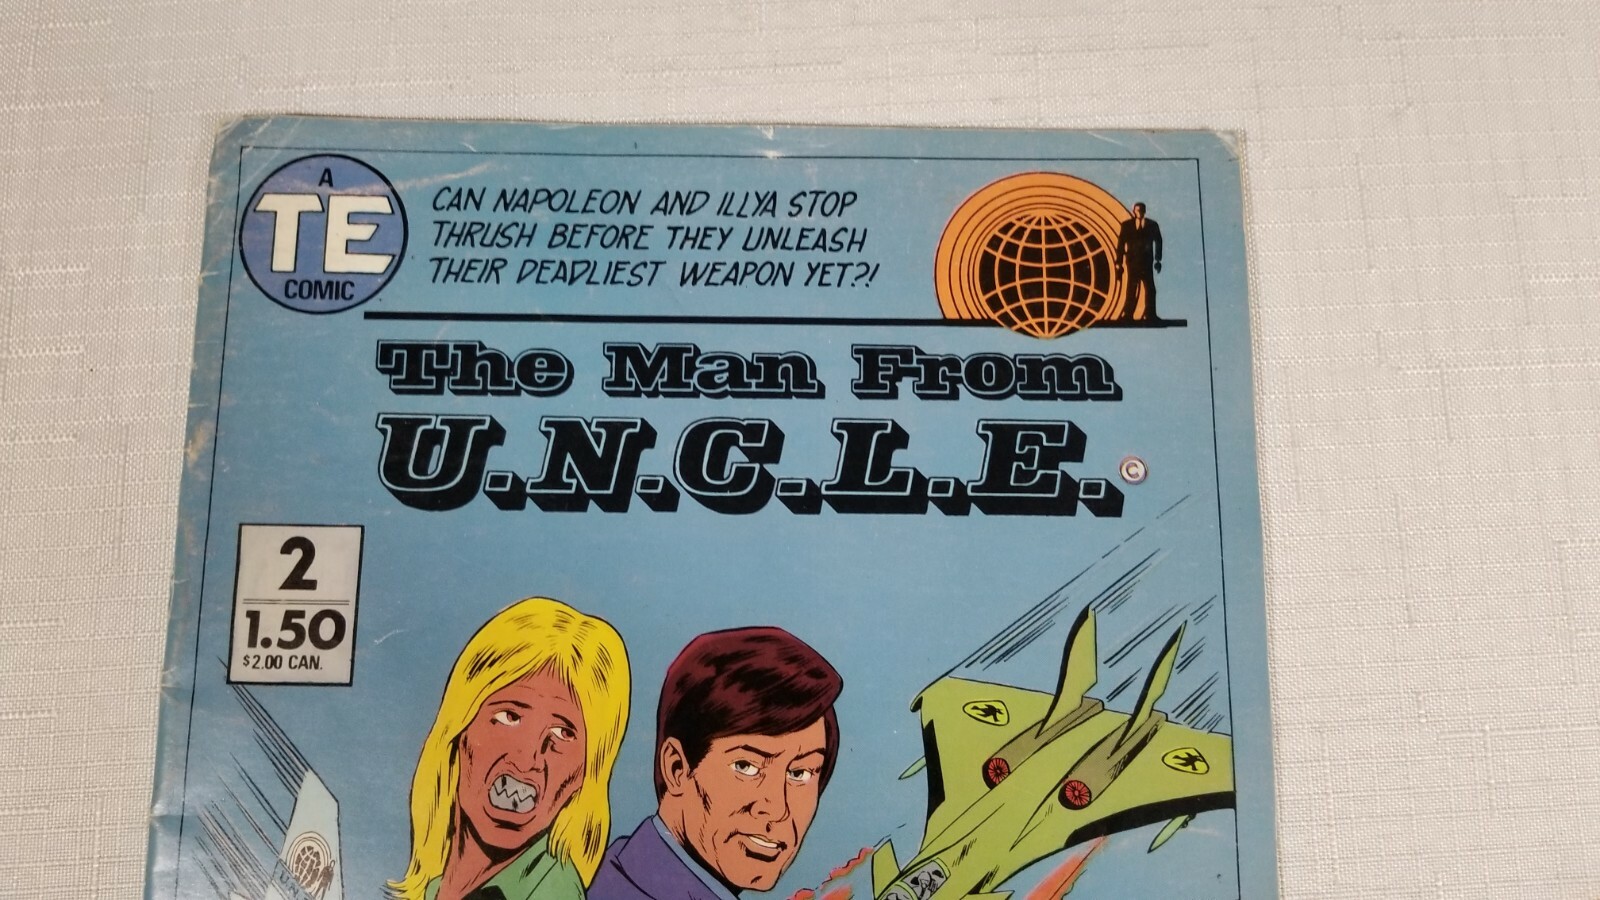 A
TE
COMIC
CAN NAPOLEON AND ILLYA STOP
THRUSH BEFORE THEY UNLEASH
THEIR DEADLIEST WEAPON YET?!
The Man From
U.N.C.L.E. ©
2
1.50
$2.00 CAN.